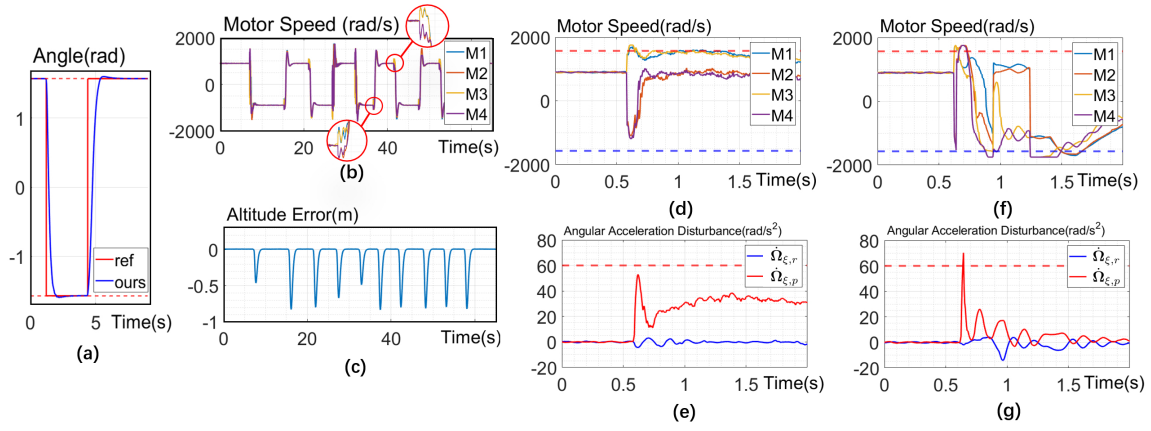 Angle(rad)
1
0
-1
ref
ours
0
5
Time(s)
(a)
Motor Speed (rad/s)
2000
0
-2000
M1
M2
M3
M4
0
20
40
Time(s)
(b)
Altitude Error(m)
0
-0.5
-1
0
20
40
Time(s)
(c)
Motor Speed(rad/s)
2000
0
-2000
M1
M2
M3
M4
0
0.5
1
1.5
Time(s)
(d)
Angular Acceleration Disturbance(rad/s²)
80
60
40
20
0
-20
Ω̇ξ,r
Ω̇ξ,p
0
0.5
1
1.5
Time(s)
(e)
Motor Speed(rad/s)
2000
0
-2000
M1
M2
M3
M4
0
0.5
1
1.5
Time(s)
(f)
Angular Acceleration Disturbance(rad/s²)
80
60
40
20
0
-20
Ω̇ξ,r
Ω̇ξ,p
0
0.5
1
1.5
Time(s)
(g)